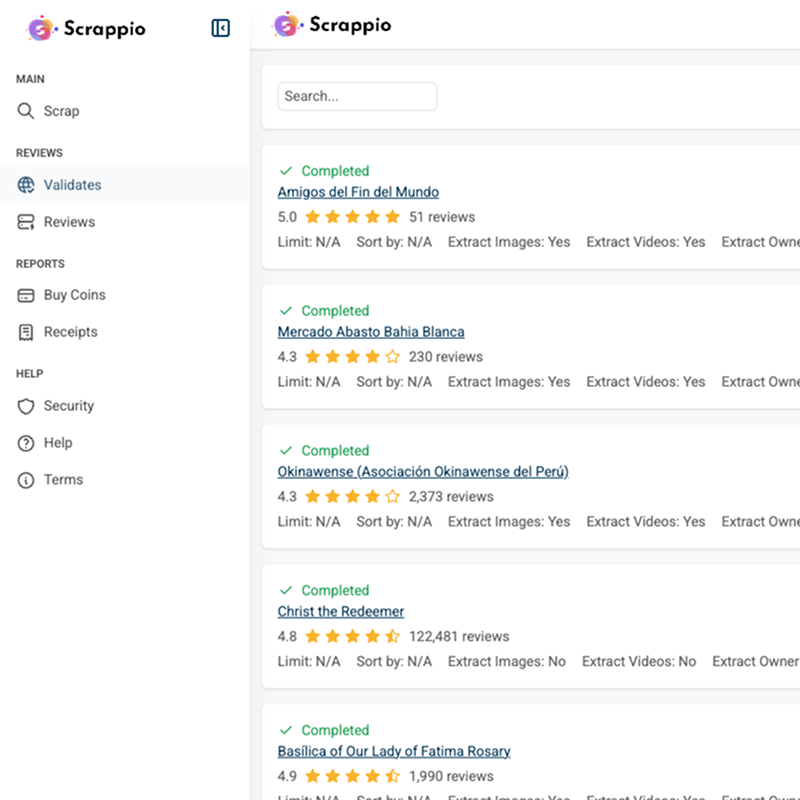 Scrappio
MAIN
Scrap
REVIEWS
Validates
Reviews
REPORTS
Buy Coins
Receipts
HELP
Security
Help
Terms
Scrappio
Search...
Completed
Amigos del Fin del Mundo
5.0 51 reviews
Limit: N/A Sort by: N/A Extract Images: Yes Extract Videos: Yes Extract
Completed
Mercado Abasto Bahia Blanca
4.3 230 reviews
Limit: N/A Sort by: N/A Extract Images: Yes Extract Videos: Yes Extract
Completed
Okinawense (Asociación Okinawense del Perú)
4.3 2,373 reviews
Limit: N/A Sort by: N/A Extract Images: Yes Extract Videos: Yes Extract
Completed
Christ the Redeemer
4.8 122,481 reviews
Limit: N/A Sort by: N/A Extract Images: No Extract Videos: No Extract Owner
Completed
Basílica of Our Lady of Fatima Rosary
4.9 1,990 reviews